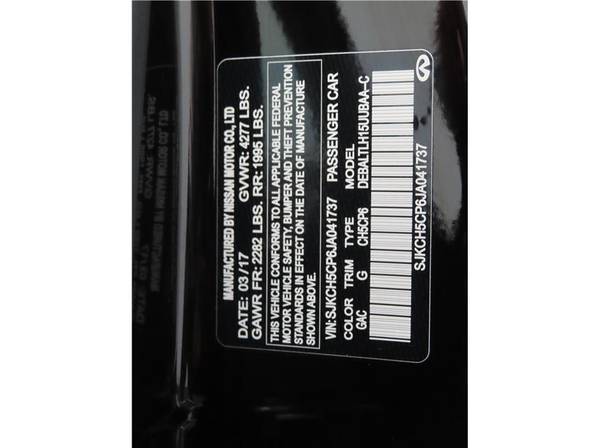 MANUFACTURED BY NISSAN MOTOR CO., LTD
DATE: 03/17 GVWR: 4277 LBS.
GAWR FR: 2282 LBS. RR: 1995 LBS.
THIS VEHICLE CONFORMS TO ALL APPLICABLE FEDERAL
MOTOR VEHICLE SAFETY, BUMPER AND THEFT PREVENTION
STANDARDS IN EFFECT ON THE DATE OF MANUFACTURE
SHOWN ABOVE.
VIN:SJKCH5CP6JA041737 PASSENGER CAR
COLOR TRIM TYPE MODEL
GAC G CH5CP6 DEBALTLH15UUBAA-C
SJKCH5CP6JA041737